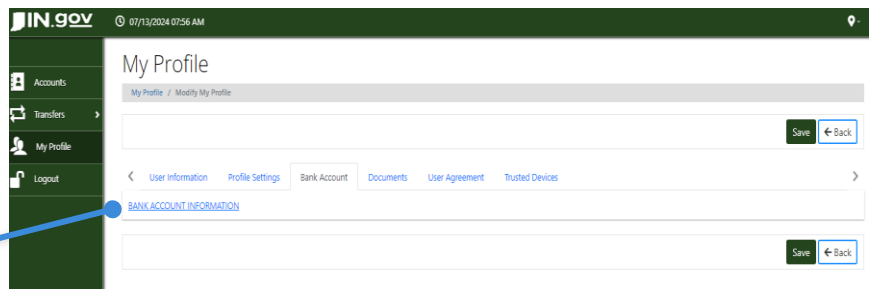 IN.gov 07/13/2024 07:56 AM
My Profile
My Profile / Modify My Profile
Accounts
Transfers
My Profile
Logout
Save Back
User Information Profile Settings Bank Account Documents User Agreement Trusted Devices
BANK ACCOUNT INFORMATION
Save Back